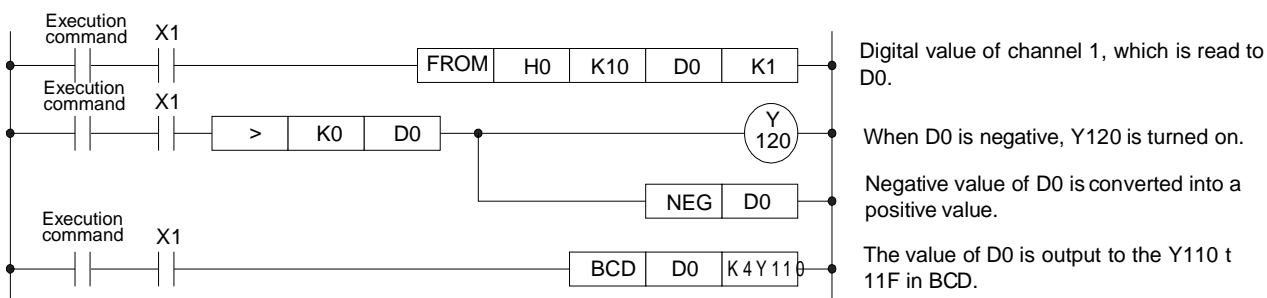 Execution
command X1
FROM H0 K10 D0 K1
Digital value of channel 1, which is read to
D0.
Execution
command X1
> K0 D0
Y
120
When D0 is negative, Y120 is turned on.
NEG D0
Negative value of D0 is converted into a
positive value.
Execution
command X1
BCD D0 K4Y110
The value of D0 is output to the Y110 t
11F in BCD.